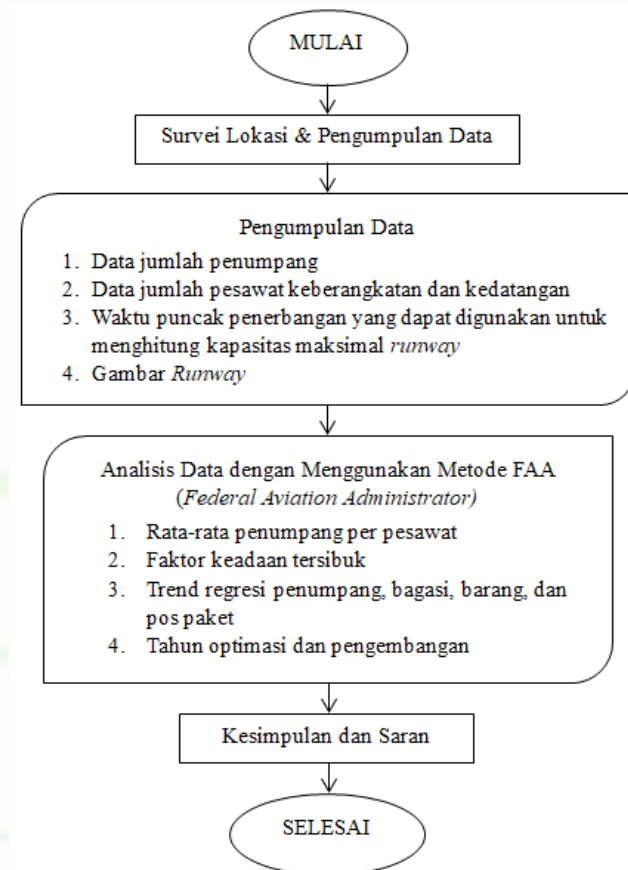 MULAI
Survei Lokasi & Pengumpulan Data
Pengumpulan Data
1. Data jumlah penumpang
2. Data jumlah pesawat keberangkatan dan kedatangan
3. Waktu puncak penerbangan yang dapat digunakan untuk
menghitung kapasitas maksimal runway
4. Gambar Runway
Analisis Data dengan Menggunakan Metode FAA
(Federal Aviation Administrator)
1. Rata-rata penumpang per pesawat
2. Faktor keadaan tersibuk
3. Trend regresi penumpang, bagasi, barang, dan
pos paket
4. Tahun optimasi dan pengembangan
Kesimpulan dan Saran
SELESAI